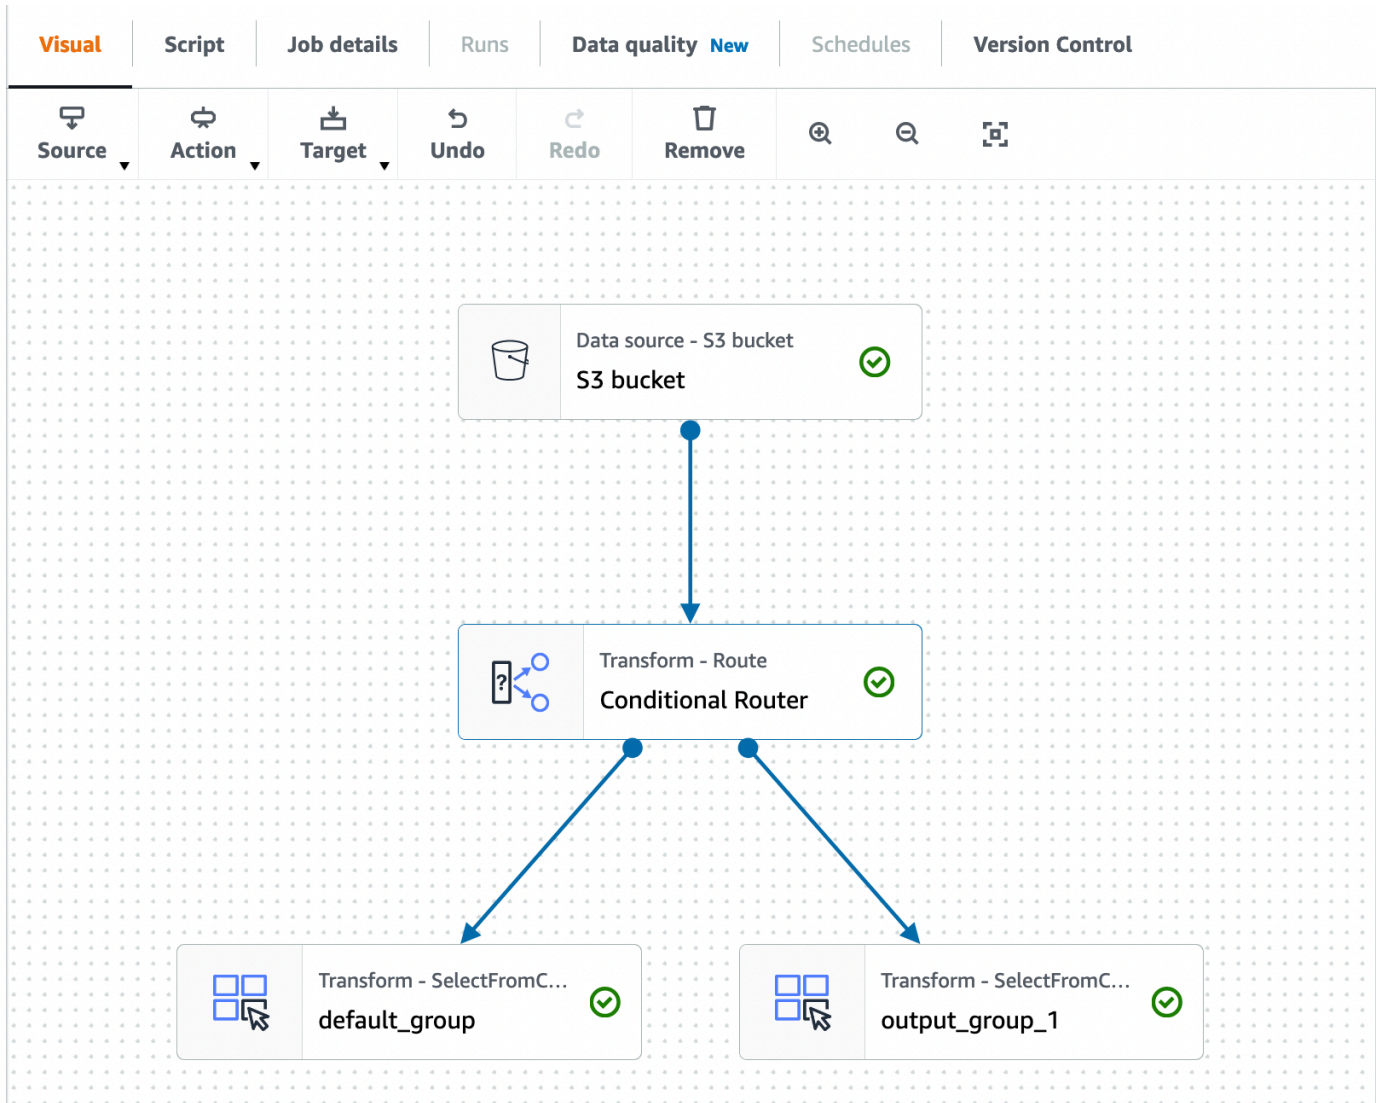 Visual
Script
Job details
Runs
Data quality New
Schedules
Version Control
Source
Action
Target
Undo
Redo
Remove
Data source - S3 bucket
S3 bucket
?
Transform - Route
Conditional Router
Transform - SelectFromC...
default_group
Transform - SelectFromC...
output_group_1